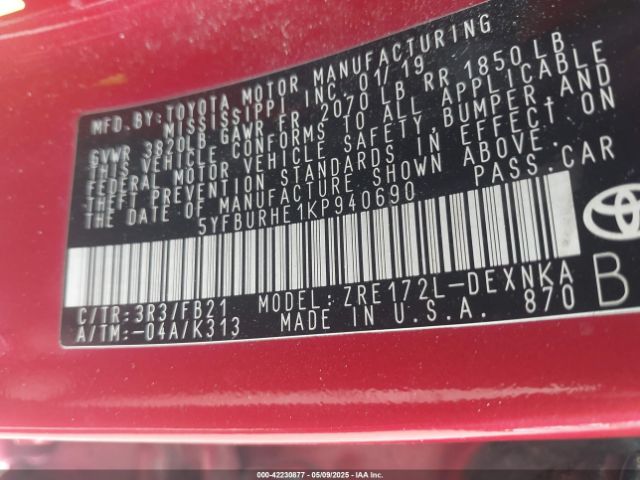 MFD. BY: TOYOTA MOTOR MANUFACTURING
MISSISSIPPI, INC. 01/19
GVWR 3820LB GAWR FR 2070 LB RR 1850 LB
THIS VEHICLE CONFORMS TO ALL APPLICABLE
FEDERAL MOTOR VEHICLE SAFETY, BUMPER, AND
THEFT PREVENTION STANDARDS IN EFFECT ON
THE DATE OF MANUFACTURE SHOWN ABOVE.
5YFBURHE1KP940690 PASS.CAR
C/TR: 3R3/FB21 MODEL: ZRE172L-DEXNKA
A/TM: -04A/K313 MADE IN U.S.A. 870
B
000-42230877 - 05/09/2025 - IAAI Inc.